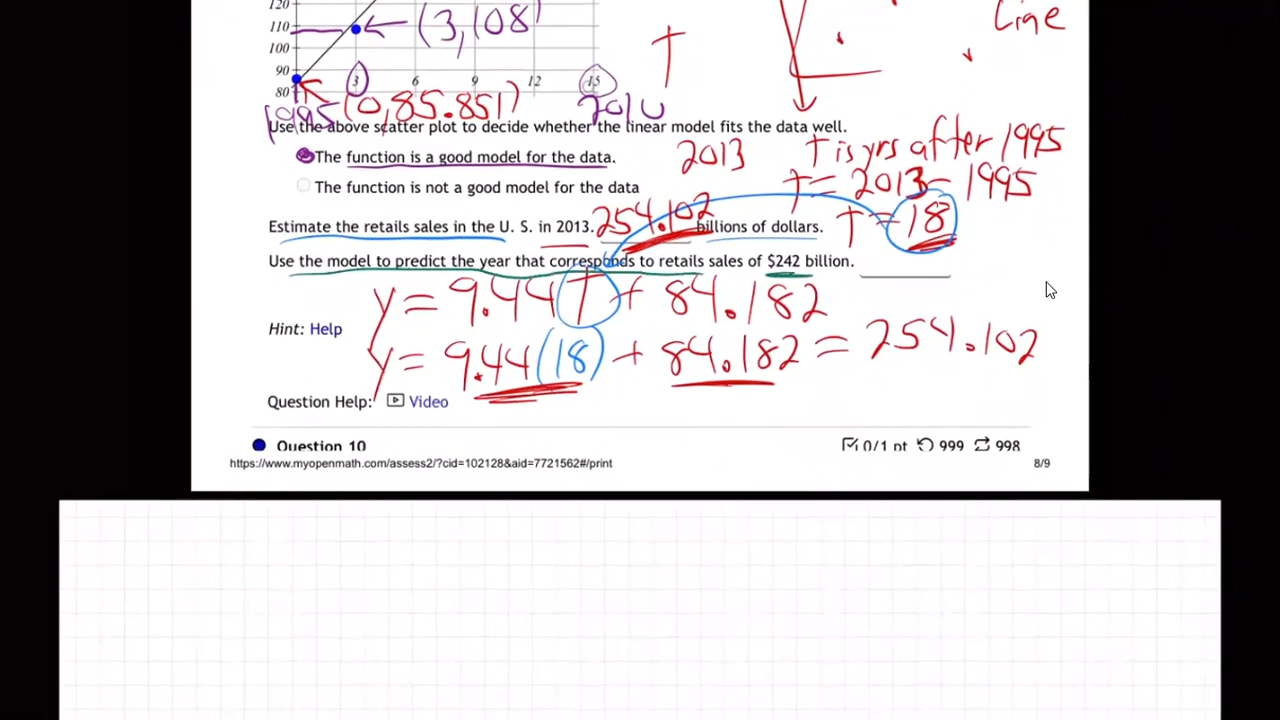 120
110 (3,108)
100
90 3 6 9 12 15
80 (0,85.851)
1995 2010
t
Line
Use the above scatter plot to decide whether the linear model fits the data well.
The function is a good model for the data.
2013 t is yrs after 1995
The function is not a good model for the data
t = 2013 - 1995
t = 18
Estimate the retails sales in the U. S. in 2013. 254.102 billions of dollars.
Use the model to predict the year that corresponds to retails sales of $242 billion.
y = 9.44t + 84.182
Hint: Help
y = 9.44(18) + 84.182 = 254.102
Question Help: Video
Question 10 0/1 pt 999 998
https://www.myopenmath.com/assess2/?cid=102128&aid=7721562#/print 8/9